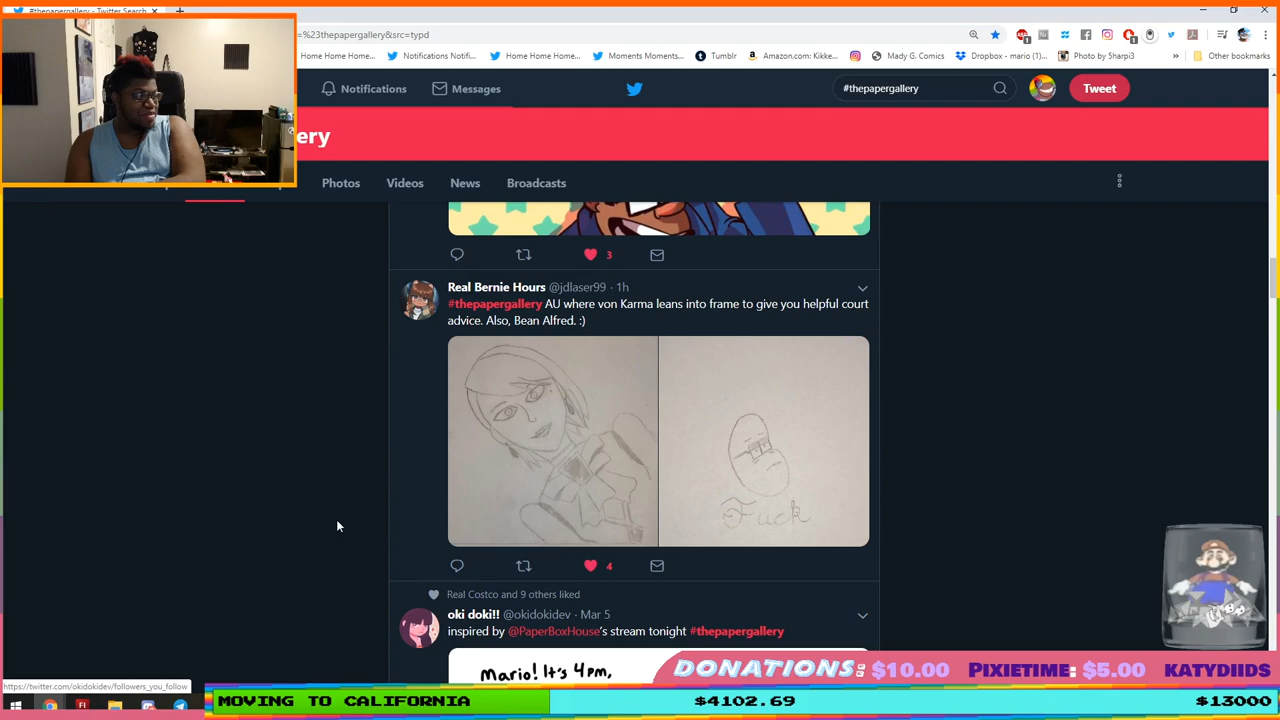 #thepapergallery - Twitter Search
=%23thepapergallery&src=typd
Home Home Home...
Notifications Notifi...
Home Home Home...
Moments Moments...
Tumblr
Amazon.com: Kikke...
Mady G. Comics
Dropbox - mario (1)...
Photo by Sharpi3
»
Other bookmarks
Notifications
Messages
#thepapergallery
Tweet
ery
Photos
Videos
News
Broadcasts
3
Real Bernie Hours @jdlaser99 · 1h
#thepapergallery AU where von Karma leans into frame to give you helpful court
advice. Also, Bean Alfred. :)
Fuck
4
Real Costco and 9 others liked
oki doki!! @okidokidev · Mar 5
inspired by @PaperBoxHouse's stream tonight #thepapergallery
Mario! It's 4pm,
https://twitter.com/okidokidev/followers_you_follow
DONATIONS: $10.00 PIXIETIME: $5.00 KATYDIIDS
MOVING TO CALIFORNIA $4102.69 $13000